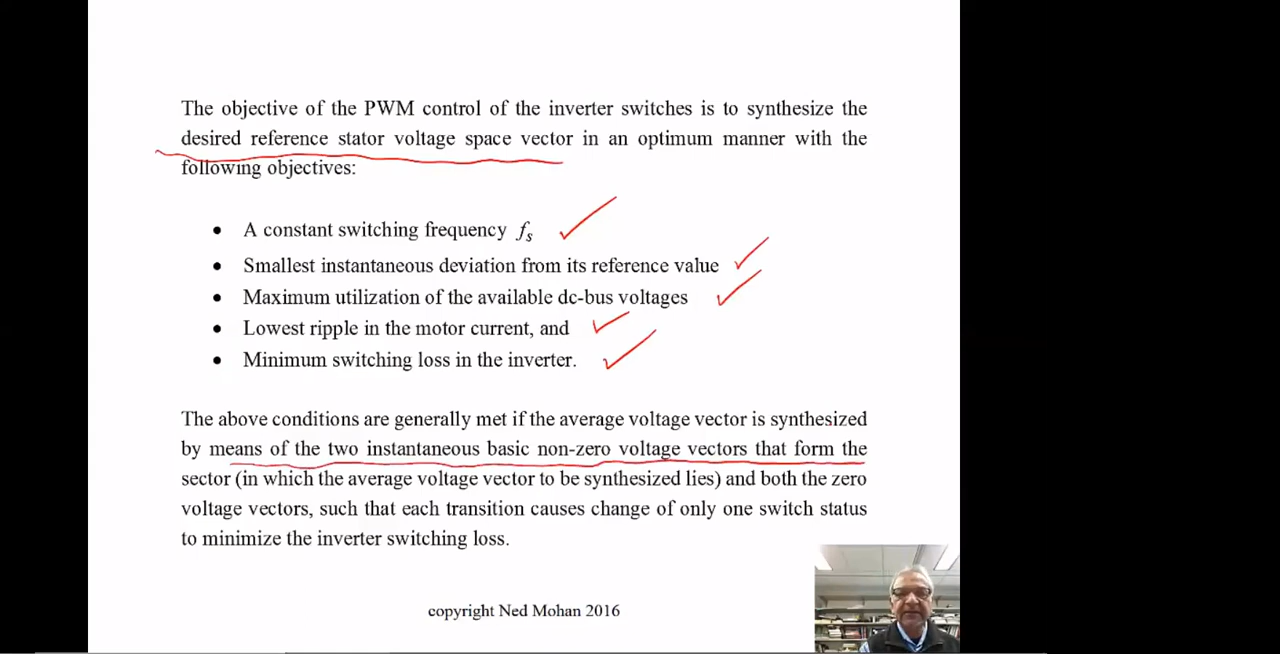 The objective of the PWM control of the inverter switches is to synthesize the
desired reference stator voltage space vector in an optimum manner with the
following objectives:
• A constant switching frequency fs
• Smallest instantaneous deviation from its reference value
• Maximum utilization of the available dc-bus voltages
• Lowest ripple in the motor current, and
• Minimum switching loss in the inverter.
The above conditions are generally met if the average voltage vector is synthesized
by means of the two instantaneous basic non-zero voltage vectors that form the
sector (in which the average voltage vector to be synthesized lies) and both the zero
voltage vectors, such that each transition causes change of only one switch status
to minimize the inverter switching loss.
copyright Ned Mohan 2016